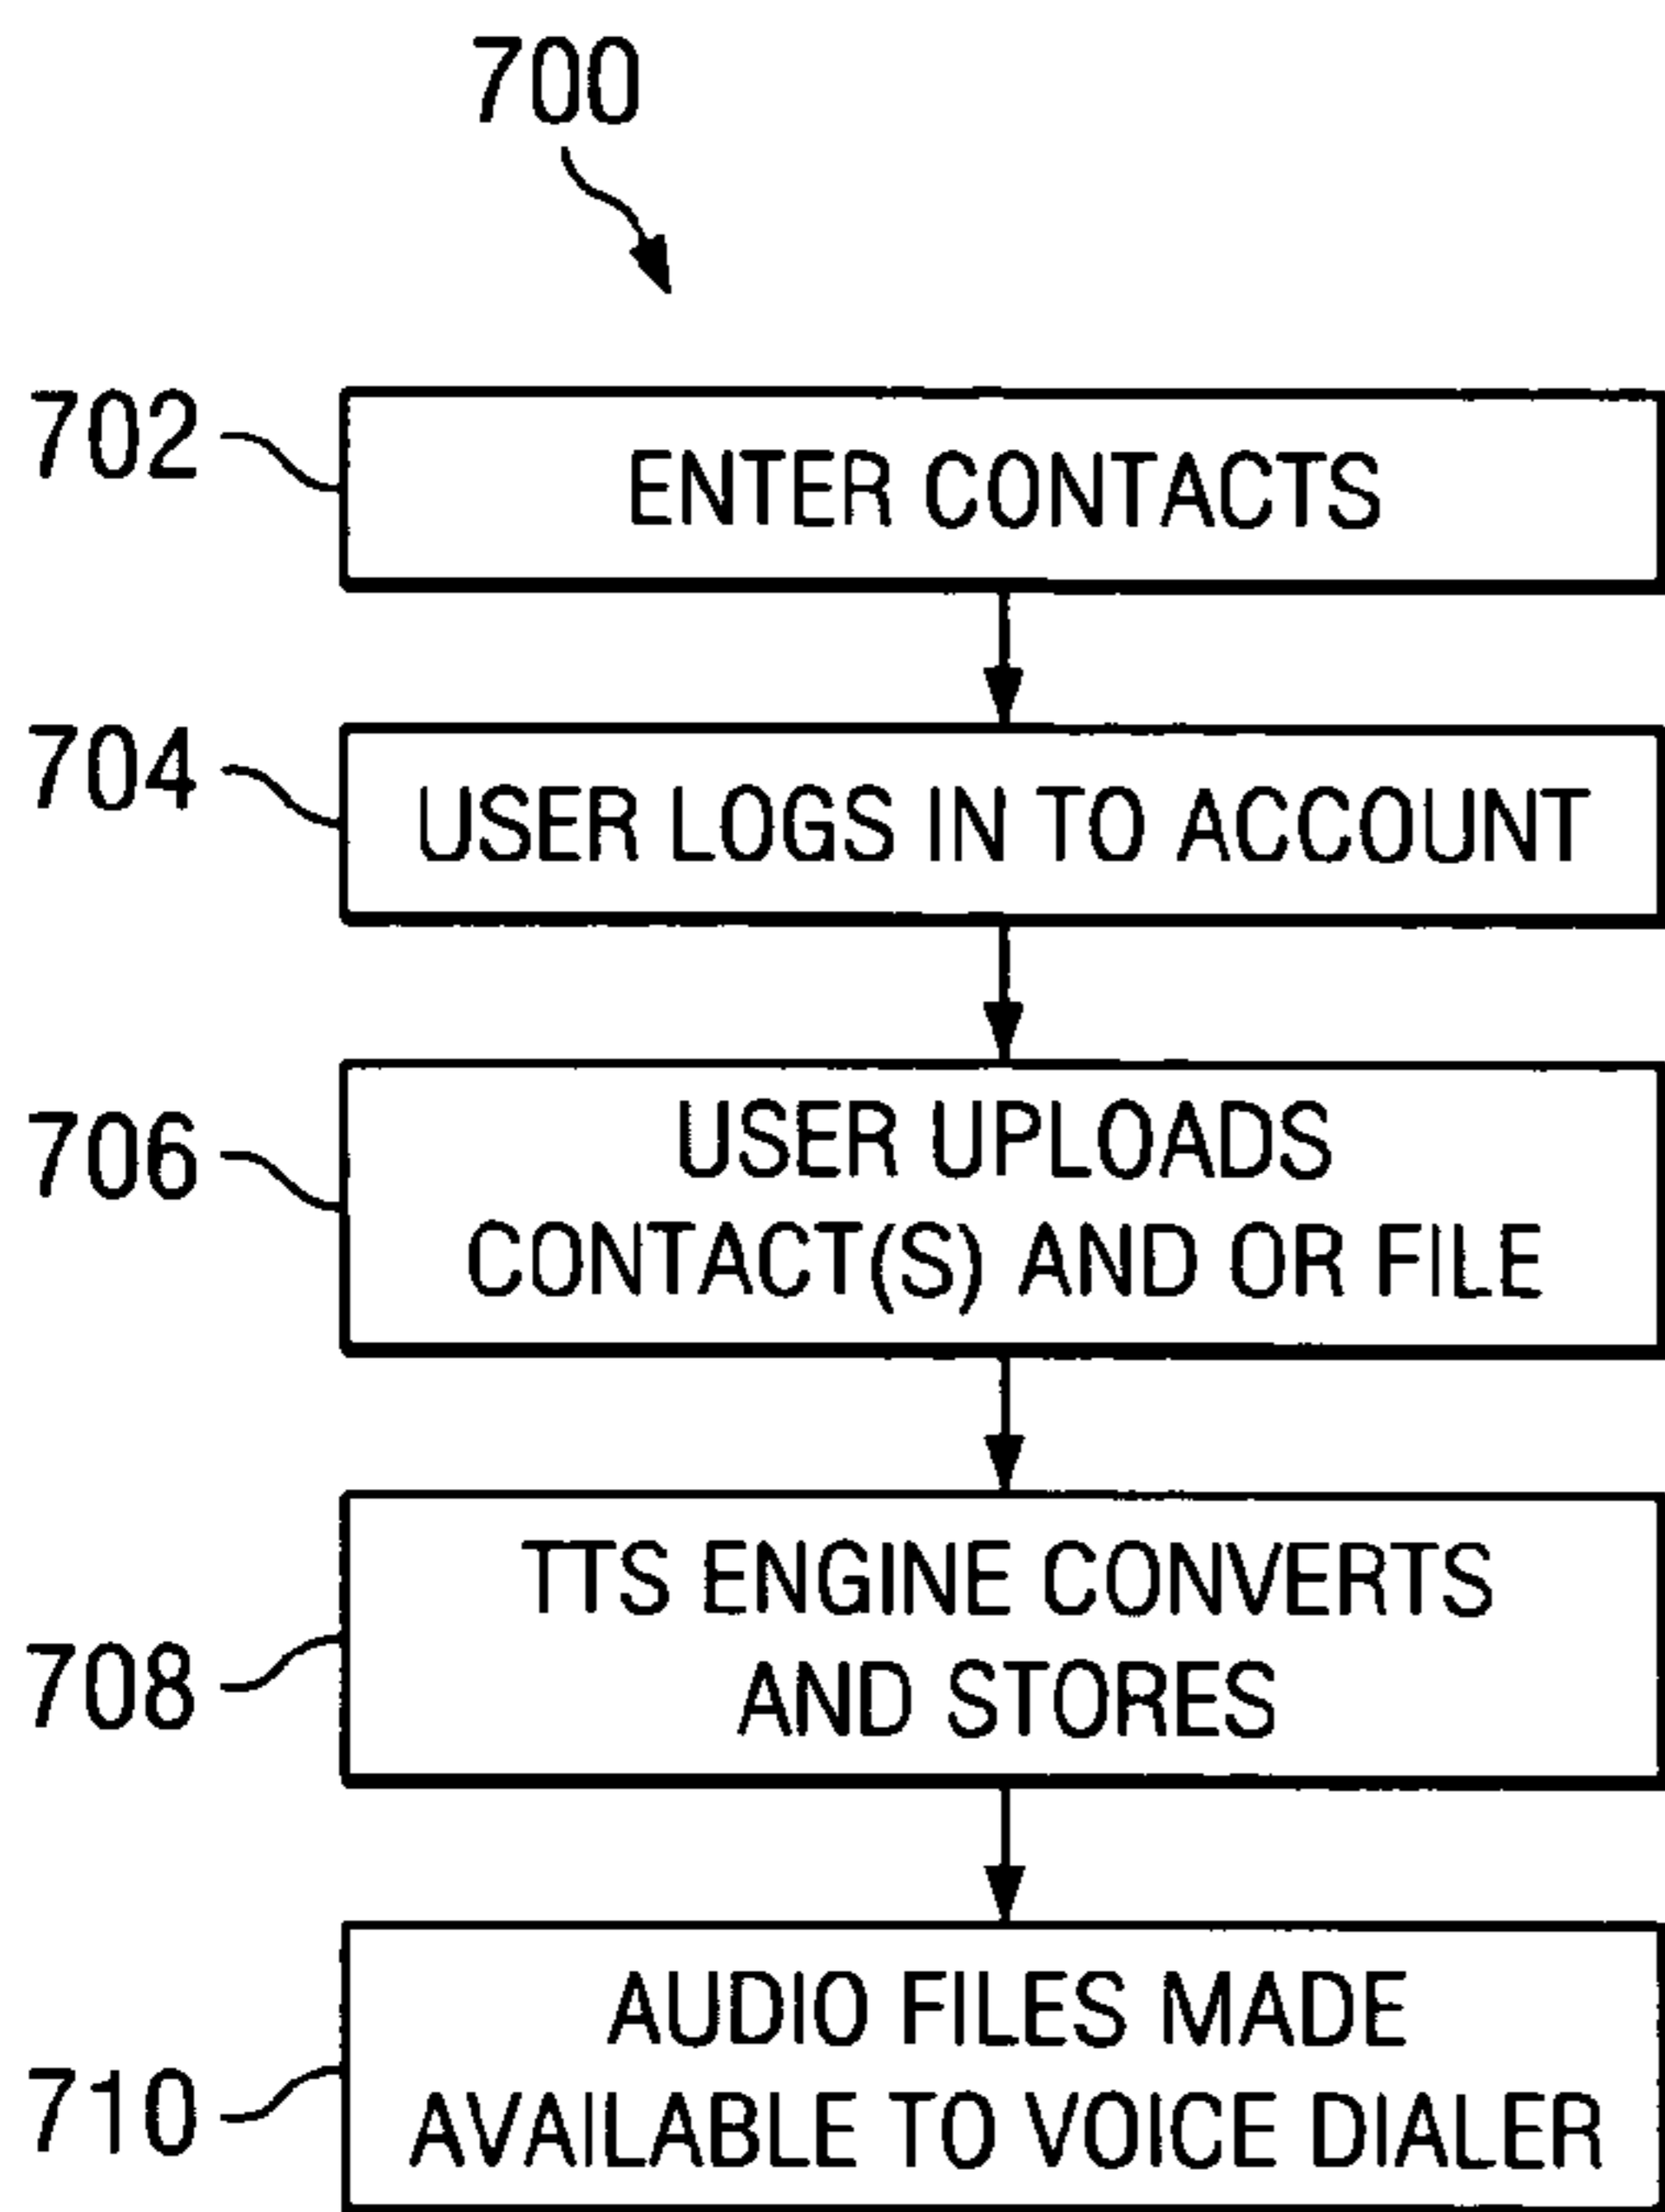 700
702
ENTER CONTACTS
704
USER LOGS IN TO ACCOUNT
706
USER UPLOADS
CONTACT(S) AND OR FILE
708
TTS ENGINE CONVERTS
AND STORES
710
AUDIO FILES MADE
AVAILABLE TO VOICE DIALER